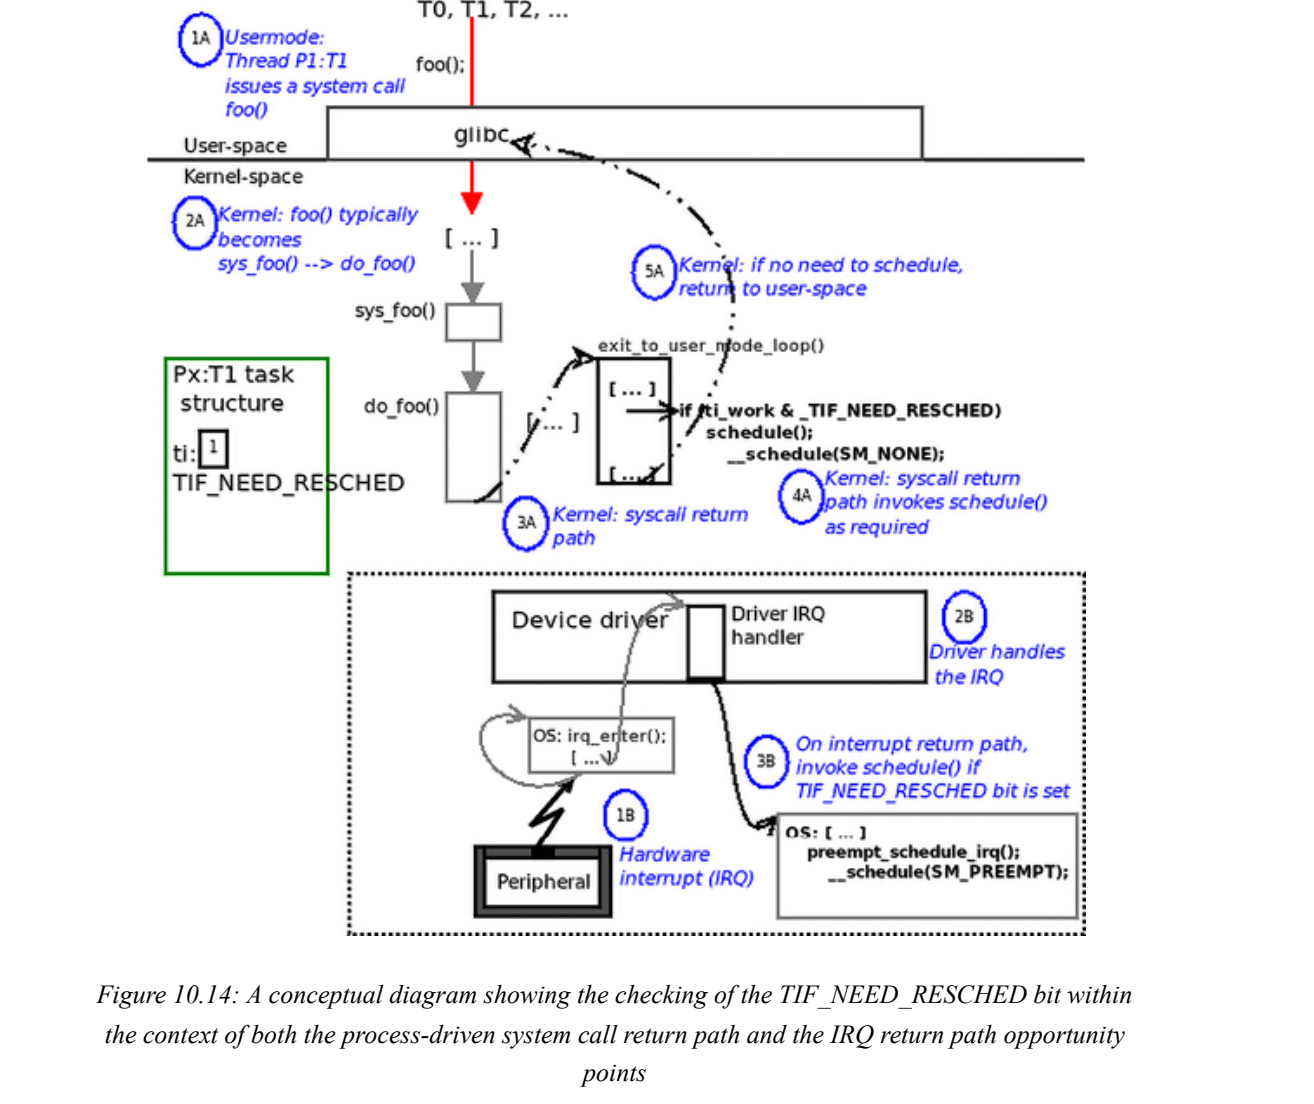 T0, T1, T2, ...
1A
Usermode:
Thread P1:T1
issues a system call
foo()
foo();
glibc
User-space
Kernel-space
2A
Kernel: foo() typically
becomes
sys_foo() --> do_foo()
[ ... ]
5A
Kernel: if no need to schedule,
return to user-space
sys_foo()
exit_to_user_mode_loop()
Px:T1 task
structure
ti: 1
TIF_NEED_RESCHED
do_foo()
[ ... ]
[ ... ]
if (ti_work & _TIF_NEED_RESCHED)
schedule();
__schedule(SM_NONE);
[ ... ]
4A
Kernel: syscall return
path invokes schedule()
as required
3A
Kernel: syscall return
path
Device driver
Driver IRQ
handler
2B
Driver handles
the IRQ
OS: irq_enter();
[ ... ]
3B
On interrupt return path,
invoke schedule() if
TIF_NEED_RESCHED bit is set
1B
Hardware
interrupt (IRQ)
Peripheral
OS: [ ... ]
preempt_schedule_irq();
__schedule(SM_PREEMPT);
Figure 10.14: A conceptual diagram showing the checking of the TIF_NEED_RESCHED bit within
the context of both the process-driven system call return path and the IRQ return path opportunity
points